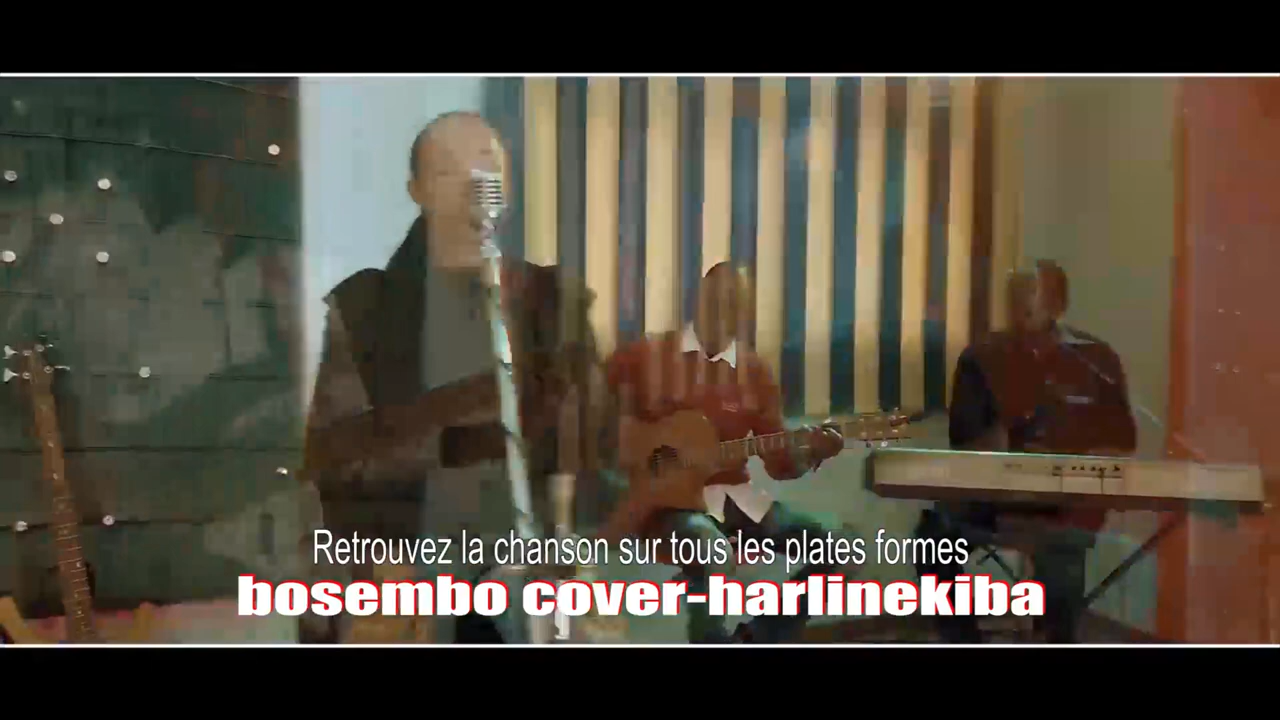 Retrouvez la chanson sur tous les plates formes
bosembo cover-harlinekiba